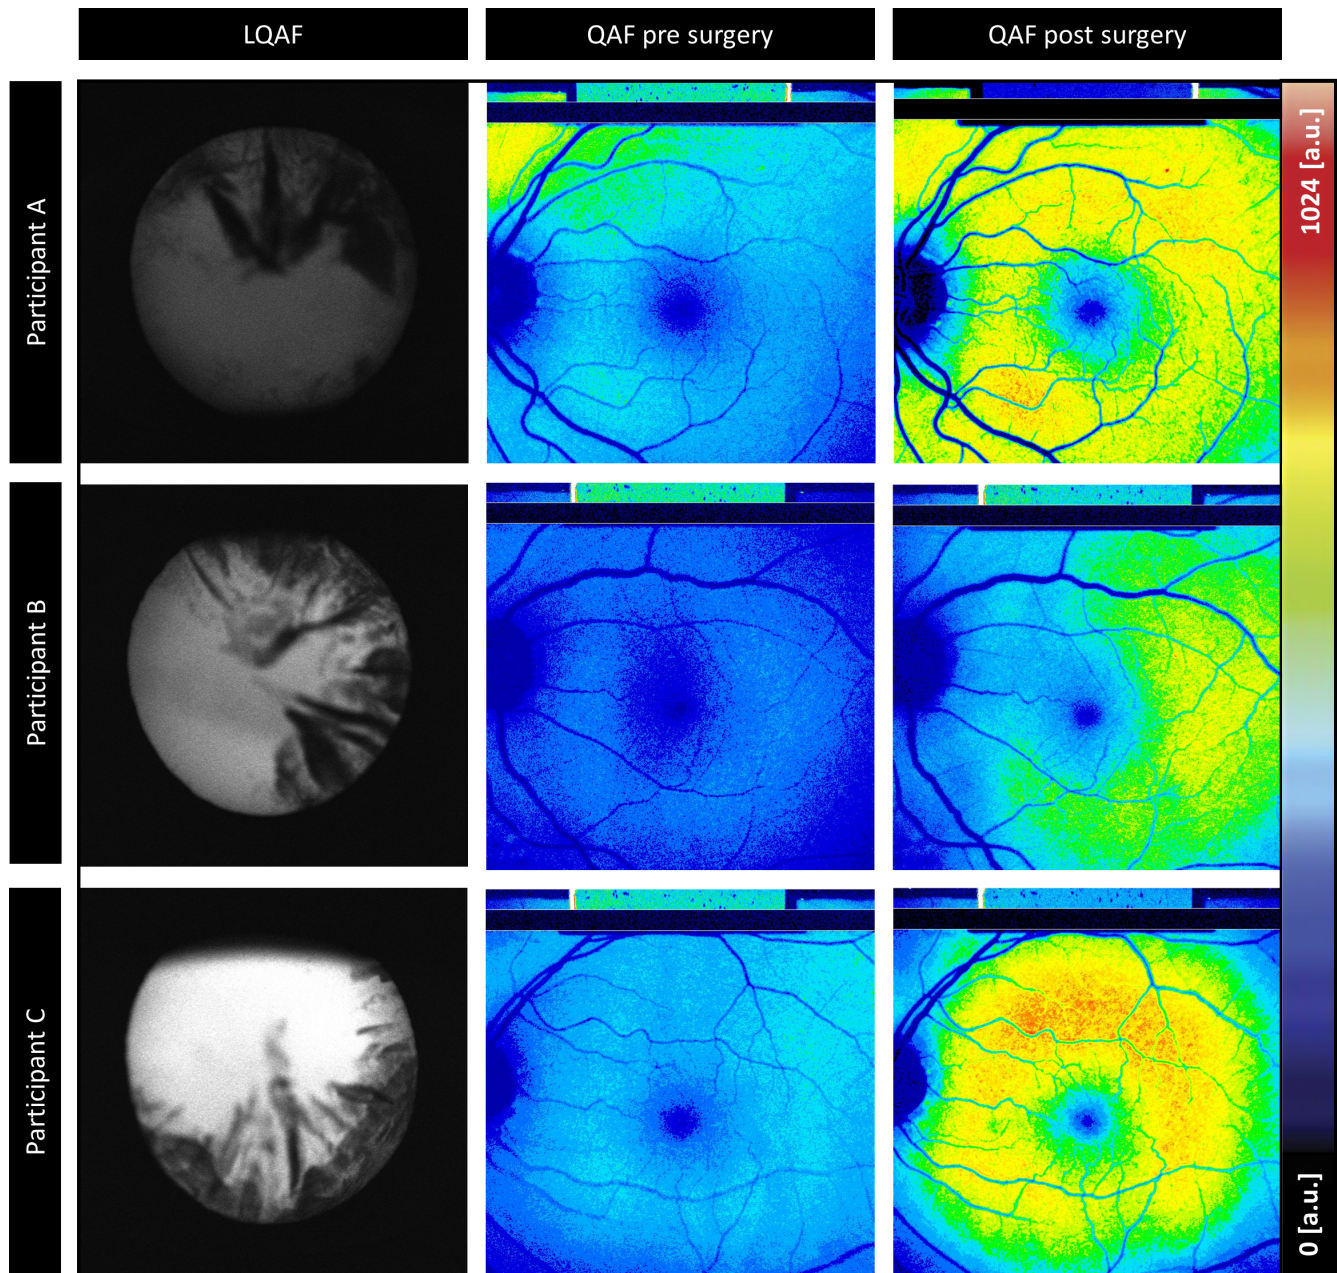 LQAF
QAF pre surgery
QAF post surgery
Participant A
1024 [a.u.]
Participant B
Participant C
0 [a.u.]